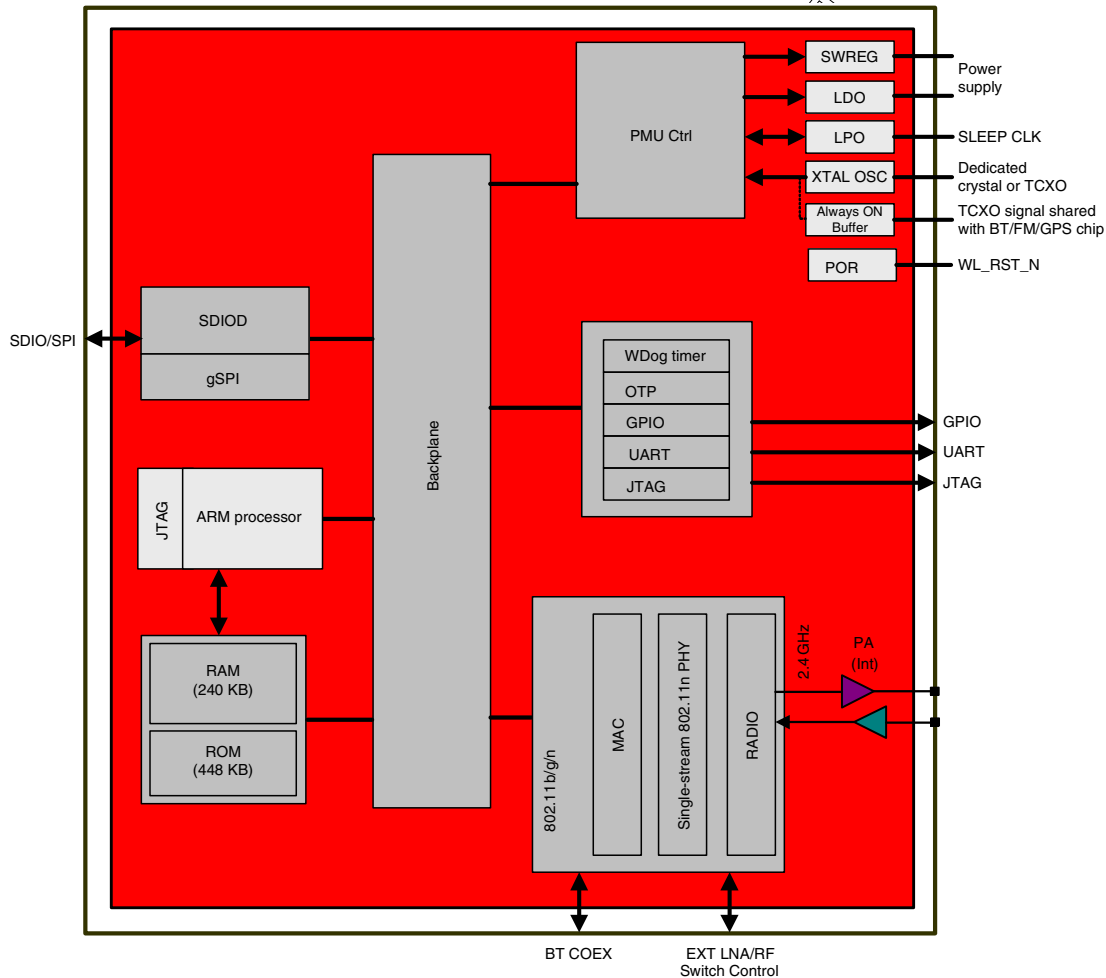 SWREG
LDO
LPO
XTAL OSC
Always ON
Buffer
POR
Power
supply
SLEEP CLK
Dedicated
crystal or TCXO
TCXO signal shared
with BT/FM/GPS chip
WL_RST_N
PMU Ctrl
SDIO/SPI
SDIOD
gSPI
Backplane
WDog timer
OTP
GPIO
UART
JTAG
GPIO
UART
JTAG
JTAG
ARM processor
RAM
(240 KB)
ROM
(448 KB)
802.11b/g/n
MAC
Single-stream 802.11n PHY
RADIO
2.4 GHz
PA
(Int)
BT COEX
EXT LNA/RF
Switch Control